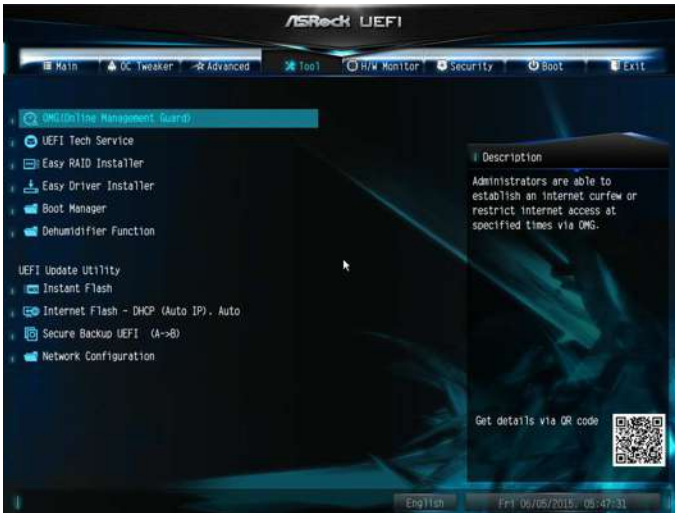 ASRock UEFI
Main OC Tweaker Advanced Tool H/W Monitor Security Boot Exit
OMG(Online Management Guard)
UEFI Tech Service
Easy RAID Installer
Easy Driver Installer
Boot Manager
Dehumidifier Function
UEFI Update Utility
Instant Flash
Internet Flash - DHCP (Auto IP). Auto
Secure Backup UEFI (A->B)
Network Configuration
Description
Administrators are able to
establish an internet curfew or
restrict internet access at
specified times via OMG.
Get details via QR code
English Fri 06/05/2015. 05:47:31